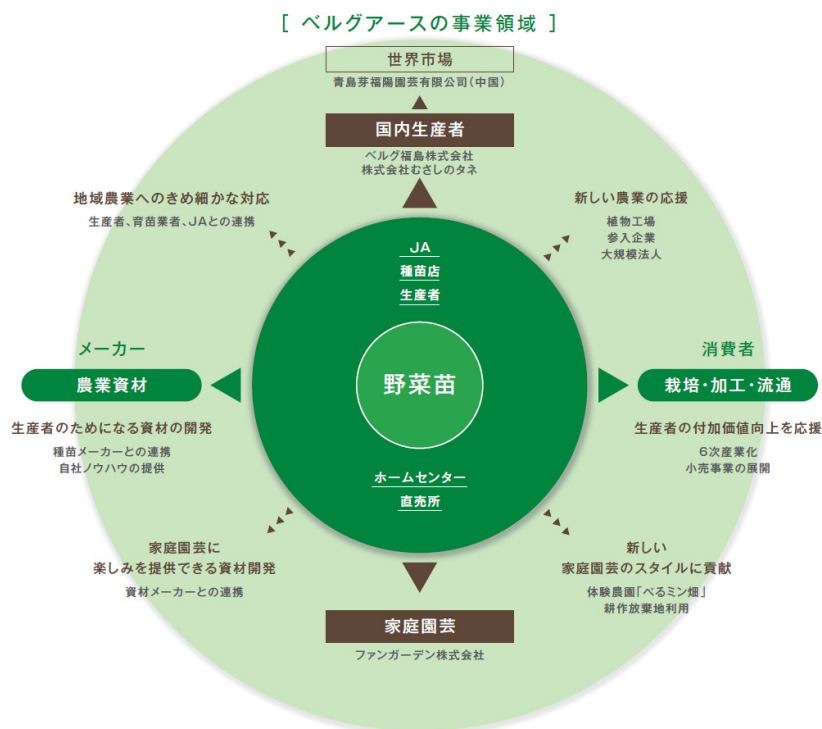 [ ベルグアースの事業領域 ]
世界市場
青島芽福陽園芸有限公司(中国)
国内生産者
ベルグ福島株式会社
株式会社むさしのタネ
地域農業へのきめ細かな対応
生産者、育苗業者、JAとの連携
新しい農業の応援
植物工場
参入企業
大規模法人
JA
種苗店
生産者
メーカー
農業資材
生産者のためになる資材の開発
種苗メーカーとの連携
自社ノウハウの提供
野菜苗
消費者
栽培・加工・流通
生産者の付加価値向上を応援
6次産業化
小売事業の展開
ホームセンター
直売所
家庭園芸に
楽しみを提供できる資材開発
資材メーカーとの連携
新しい
家庭園芸のスタイルに貢献
体験農園「べるミン畑」
耕作放棄地利用
家庭園芸
ファンガーデン株式会社